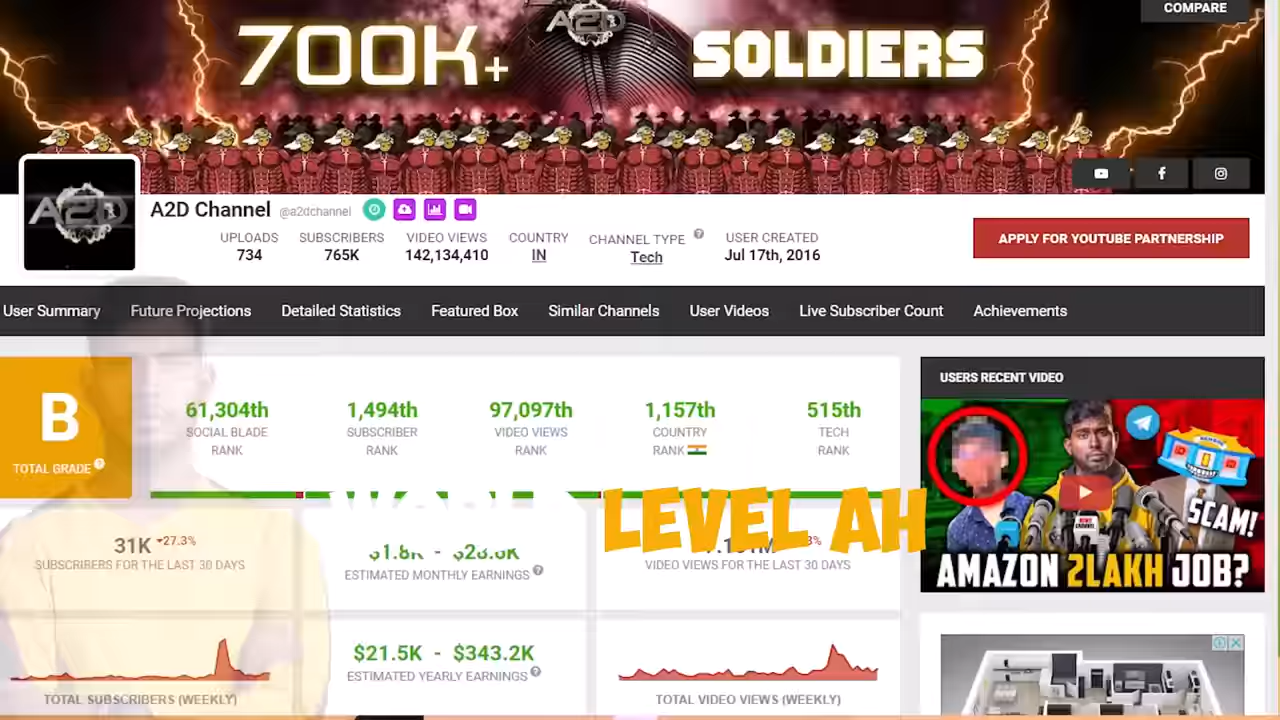 COMPARE
A2D
700K+ SOLDIERS
A2D
A2D Channel @a2dchannel
UPLOADS SUBSCRIBERS VIDEO VIEWS COUNTRY CHANNEL TYPE ? USER CREATED
734 765K 142,134,410 IN Tech Jul 17th, 2016
APPLY FOR YOUTUBE PARTNERSHIP
User Summary Future Projections Detailed Statistics Featured Box Similar Channels User Videos Live Subscriber Count Achievements
B
TOTAL GRADE ?
61,304th 1,494th 97,097th 1,157th 515th
SOCIAL BLADE SUBSCRIBER VIDEO VIEWS COUNTRY TECH
RANK RANK RANK RANK RANK
USERS RECENT VIDEO
SCAM!
AMAZON 2LAKH JOB?
LEVEL AH
31K 27.3%
SUBSCRIBERS FOR THE LAST 30 DAYS
ESTIMATED MONTHLY EARNINGS ?
VIDEO VIEWS FOR THE LAST 30 DAYS
$21.5K - $343.2K
ESTIMATED YEARLY EARNINGS ?
TOTAL SUBSCRIBERS (WEEKLY)
TOTAL VIDEO VIEWS (WEEKLY)